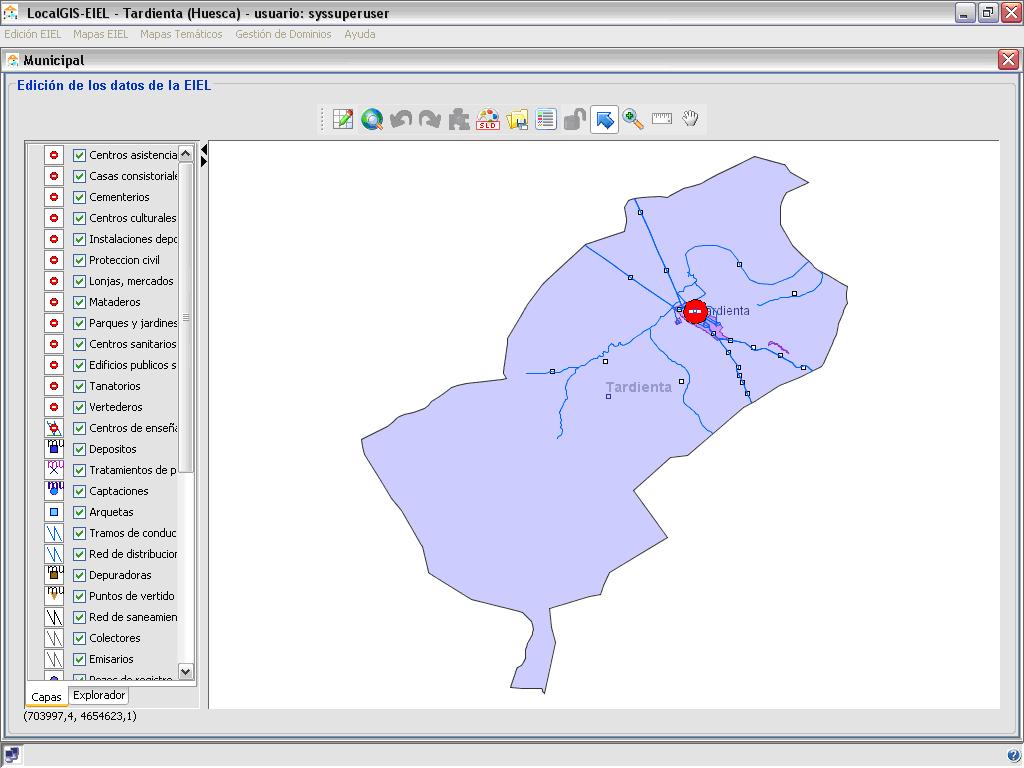 LocalGIS-EIEL - Tardienta (Huesca) - usuario: syssuperuser
Edición EIEL Mapas EIEL Mapas Temáticos Gestión de Dominios Ayuda
Municipal
Edición de los datos de la EIEL
SLD
Centros asistencia
Casas consistoriale
Cementerios
Centros culturales
Instalaciones depo
Proteccion civil
Lonjas, mercados
Mataderos
Parques y jardines
Centros sanitarios
Edificios publicos s
Tanatorios
Vertederos
Centros de enseña
Depositos
Tratamientos de p
Captaciones
Arquetas
Tramos de conduc
Red de distribucion
Depuradoras
Puntos de vertido
Red de saneamien
Colectores
Emisarios
Pozos de registro
Tardienta
Tardienta
Capas Explorador
(703997,4, 4654623,1)